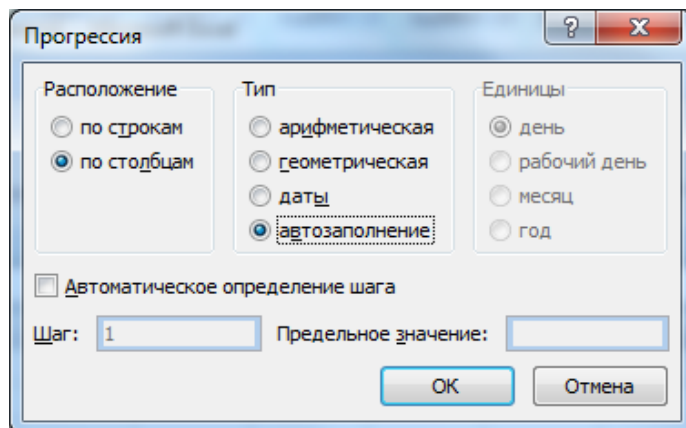 Прогрессия
Расположение
по строкам
по столбцам
Тип
арифметическая
геометрическая
даты
автозаполнение
Единицы
день
рабочий день
месяц
год
Автоматическое определение шага
Шаг: 1 Предельное значение:
ОК Отмена